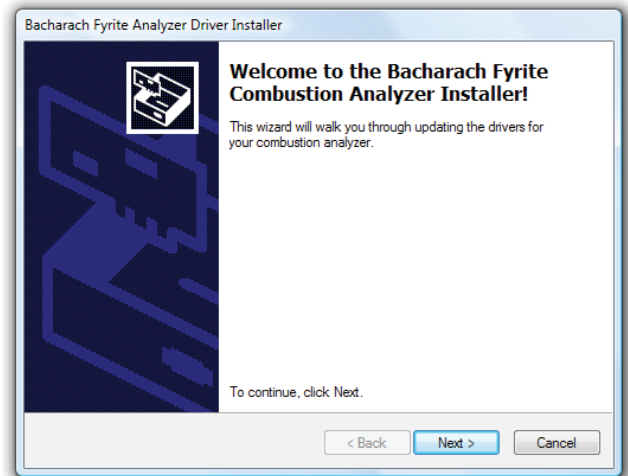 Bacharach Fyrite Analyzer Driver Installer
Welcome to the Bacharach Fyrite
Combustion Analyzer Installer!
This wizard will walk you through updating the drivers for
your combustion analyzer.
To continue, click Next.
< Back Next > Cancel